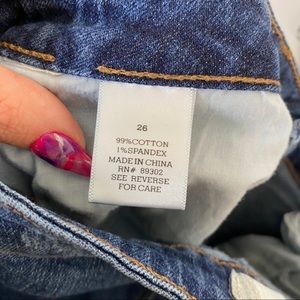 26
99%COTTON
1%SPANDEX
MADE IN CHINA
RN# 89302
SEE REVERSE
FOR CARE